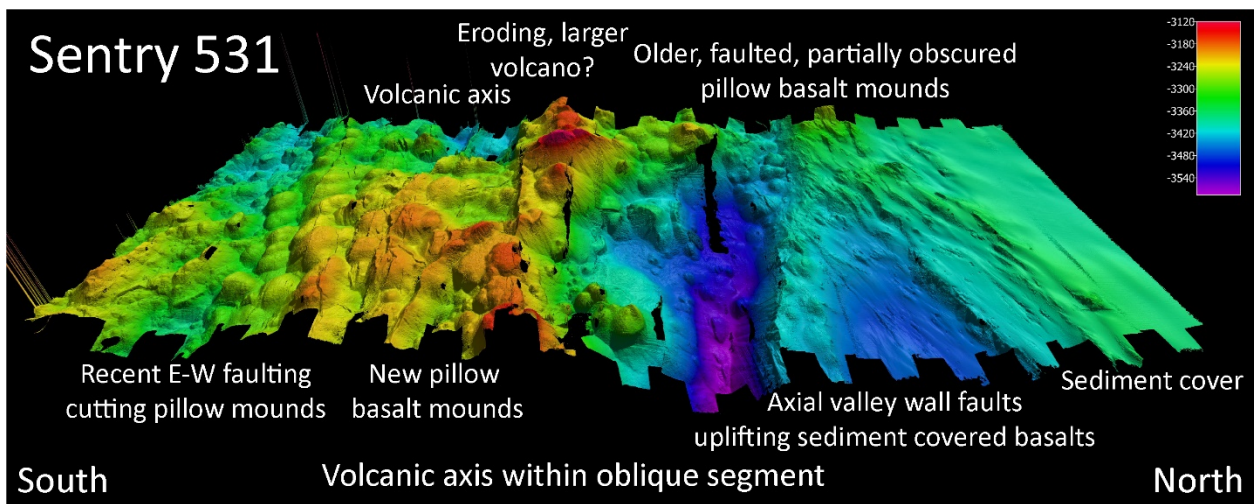 Sentry 531
Eroding, larger
volcano?
Older, faulted, partially obscured
pillow basalt mounds
Volcanic axis
-3120
-3180
-3240
-3300
-3360
-3420
-3480
-3540
Recent E-W faulting
cutting pillow mounds
New pillow
basalt mounds
Axial valley wall faults
uplifting sediment covered basalts
Sediment cover
South
Volcanic axis within oblique segment
North